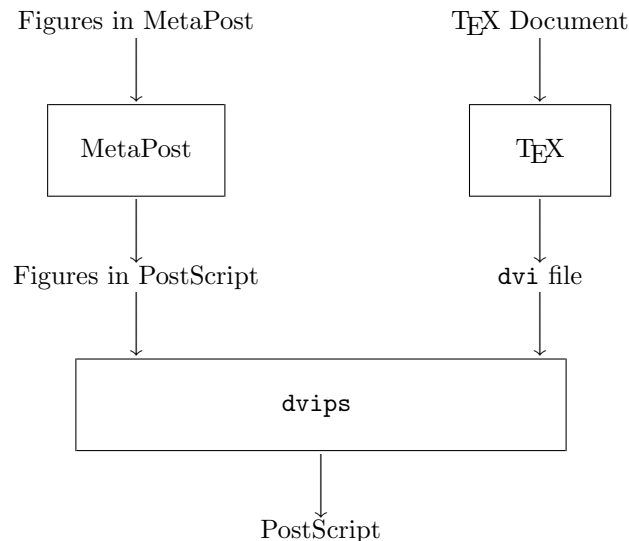 Figures in MetaPost
TEX Document
MetaPost
TEX
Figures in PostScript
dvi file
dvips
PostScript